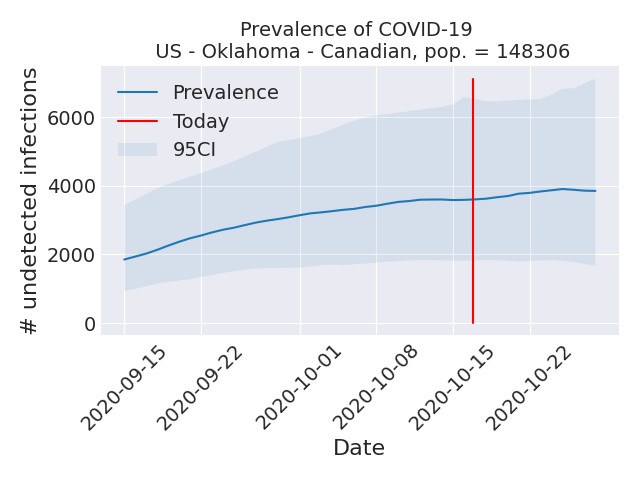 Prevalence of COVID-19
US - Oklahoma - Canadian, pop. = 148306
# undetected infections
6000
4000
2000
0
Prevalence
Today
95CI
2020-09-15
2020-09-22
2020-10-01
2020-10-08
2020-10-15
2020-10-22
Date